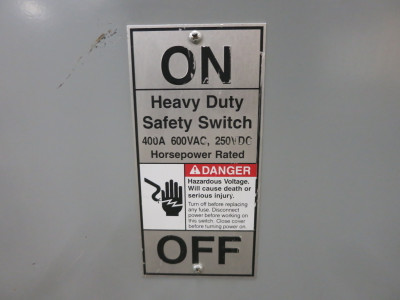 ON
Heavy Duty
Safety Switch
400A 600VAC, 250VDC
Horsepower Rated
DANGER
Hazardous Voltage.
Will cause death or
serious injury.
Turn off before replacing
any fuse. Disconnect
power before working on
this switch. Close cover
before turning power on.
OFF